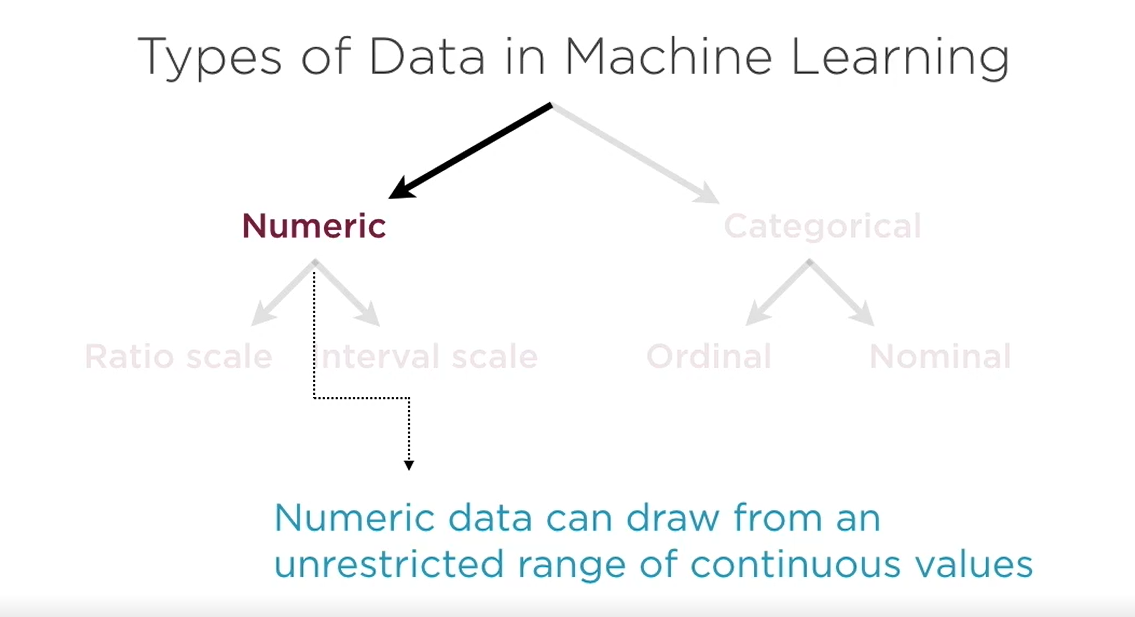 Types of Data in Machine Learning
Numeric
Categorical
Ratio scale
Interval scale
Ordinal
Nominal
Numeric data can draw from an
unrestricted range of continuous values